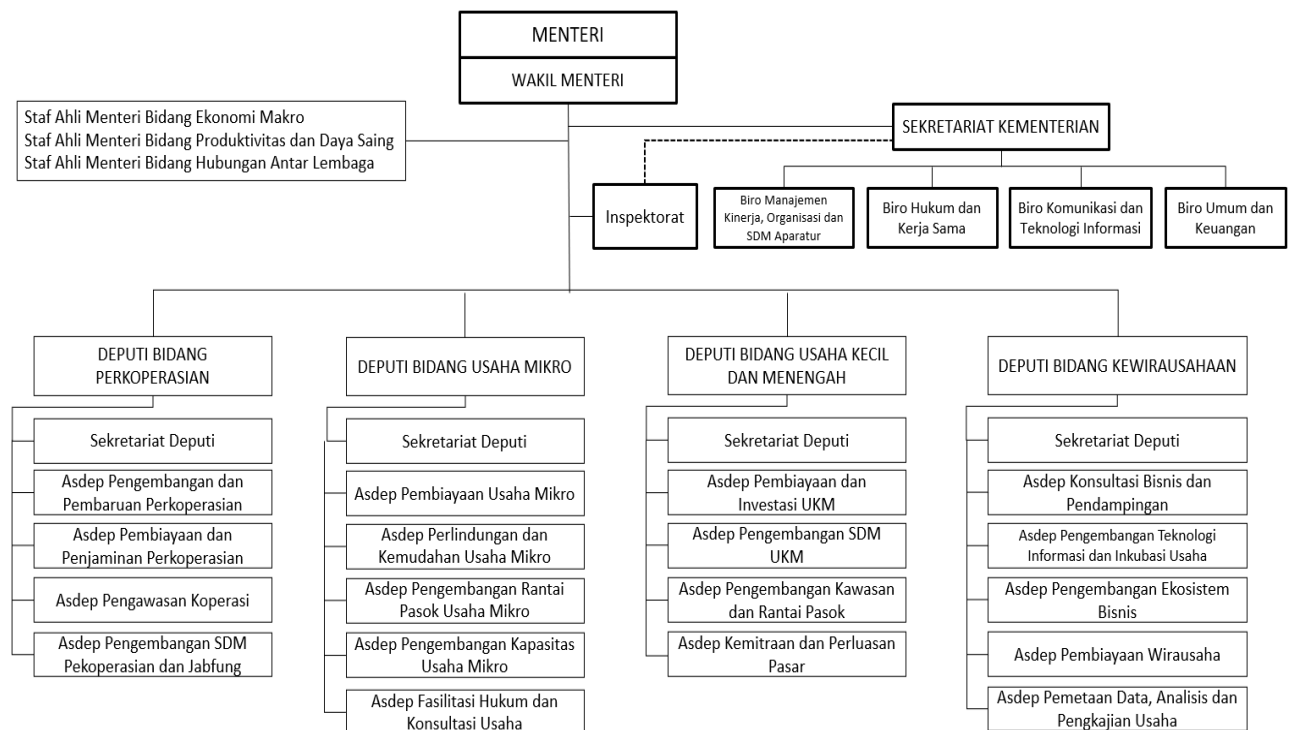 MENTERI
WAKIL MENTERI
Staf Ahli Menteri Bidang Ekonomi Makro
Staf Ahli Menteri Bidang Produktivitas dan Daya Saing
Staf Ahli Menteri Bidang Hubungan Antar Lembaga
SEKRETARIAT KEMENTERIAN
Inspektorat
Biro Manajemen
Kinerja, Organisasi dan
SDM Aparatur
Biro Hukum dan
Kerja Sama
Biro Komunikasi dan
Teknologi Informasi
Biro Umum dan
Keuangan
DEPUTI BIDANG
PERKOPERASIAN
Sekretariat Deputi
Asdep Pengembangan dan
Pembaruan Perkoperasian
Asdep Pembiayaan dan
Penjaminan Perkoperasian
Asdep Pengawasan Koperasi
Asdep Pengembangan SDM
Pekoperasian dan Jabfung
DEPUTI BIDANG USAHA MIKRO
Sekretariat Deputi
Asdep Pembiayaan Usaha Mikro
Asdep Perlindungan dan
Kemudahan Usaha Mikro
Asdep Pengembangan Rantai
Pasok Usaha Mikro
Asdep Pengembangan Kapasitas
Usaha Mikro
Asdep Fasilitasi Hukum dan
Konsultasi Usaha
DEPUTI BIDANG USAHA KECIL
DAN MENENGAH
Sekretariat Deputi
Asdep Pembiayaan dan
Investasi UKM
Asdep Pengembangan SDM
UKM
Asdep Pengembangan Kawasan
dan Rantai Pasok
Asdep Kemitraan dan Perluasan
Pasar
DEPUTI BIDANG KEWIRAUSAHAAN
Sekretariat Deputi
Asdep Konsultasi Bisnis dan
Pendampingan
Asdep Pengembangan Teknologi
Informasi dan Inkubasi Usaha
Asdep Pengembangan Ekosistem
Bisnis
Asdep Pembiayaan Wirausaha
Asdep Pemetaan Data, Analisis dan
Pengkajian Usaha